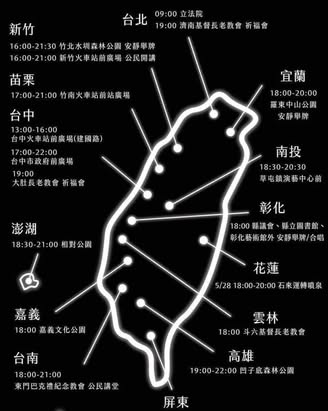 台北
09:00 立法院
19:00 濟南基督長老教會 祈福會
新竹
16:00-21:30 竹北水圳森林公園 安靜舉牌
16:00-21:00 新竹火車站前廣場 公民開講
苗栗
17:00-21:00 竹南火車站前站廣場
台中
13:00-16:00
台中火車站前廣場(建國路)
17:00-22:00
台中市政府前廣場
19:00
大肚長老教會 祈福會
澎湖
18:30-21:00 相對公園
嘉義
18:00 嘉義文化公園
台南
18:00-21:00
東門巴克禮紀念教會 公民講堂
宜蘭
18:00-20:00
羅東中山公園
安靜舉牌
南投
18:30-20:30
草屯鎮演藝中心前
彰化
18:00 縣議會、縣立圖書館、
彰化藝術館外 安靜舉牌/合唱
花蓮
5/28 18:00-20:00 石來運轉廣場
雲林
18:00 斗六基督長老教會
高雄
19:00-22:00 凹子底森林公園
屏東